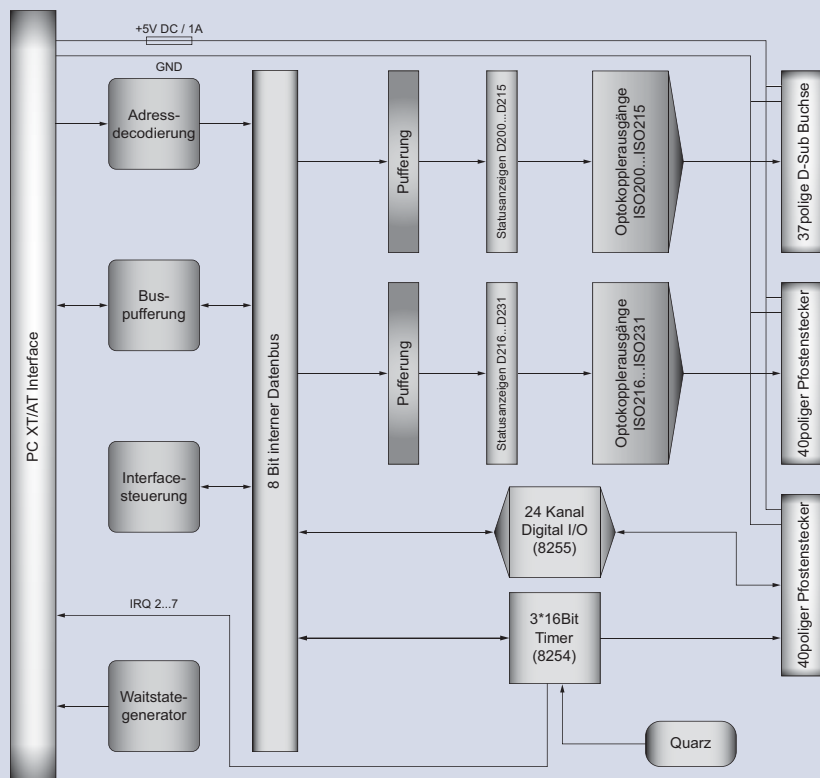 +5V DC / 1A
GND
PC XT/AT Interface
Adress-
decodierung
Bus-
pufferung
Interface-
steuerung
IRQ 2...7
Waitstate-
generator
8 Bit interner Datenbus
Pufferung
Statusanzeigen D200...D215
Optokopplerausgänge
ISO200...ISO215
37polige D-Sub Buchse
Pufferung
Statusanzeigen D216...D231
Optokopplerausgänge
ISO216...ISO231
40poliger Pfostenstecker
24 Kanal
Digital I/O
(8255)
3*16Bit
Timer
(8254)
40poliger Pfostenstecker
Quarz